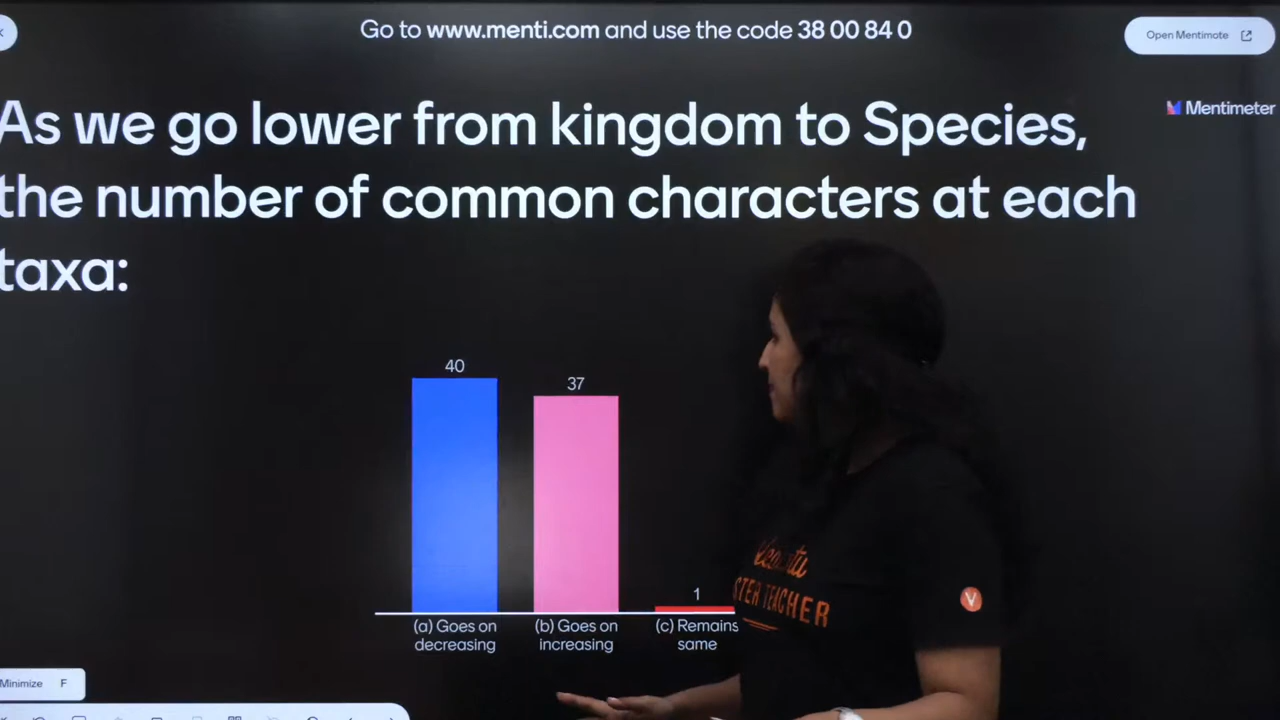 Go to www.menti.com and use the code 38 00 84 0
Open Mentimote
Mentimeter
As we go lower from kingdom to Species,
the number of common characters at each
taxa:
40
37
1
(a) Goes on
decreasing
(b) Goes on
increasing
(c) Remains
same
TEACHER
V
Minimize F